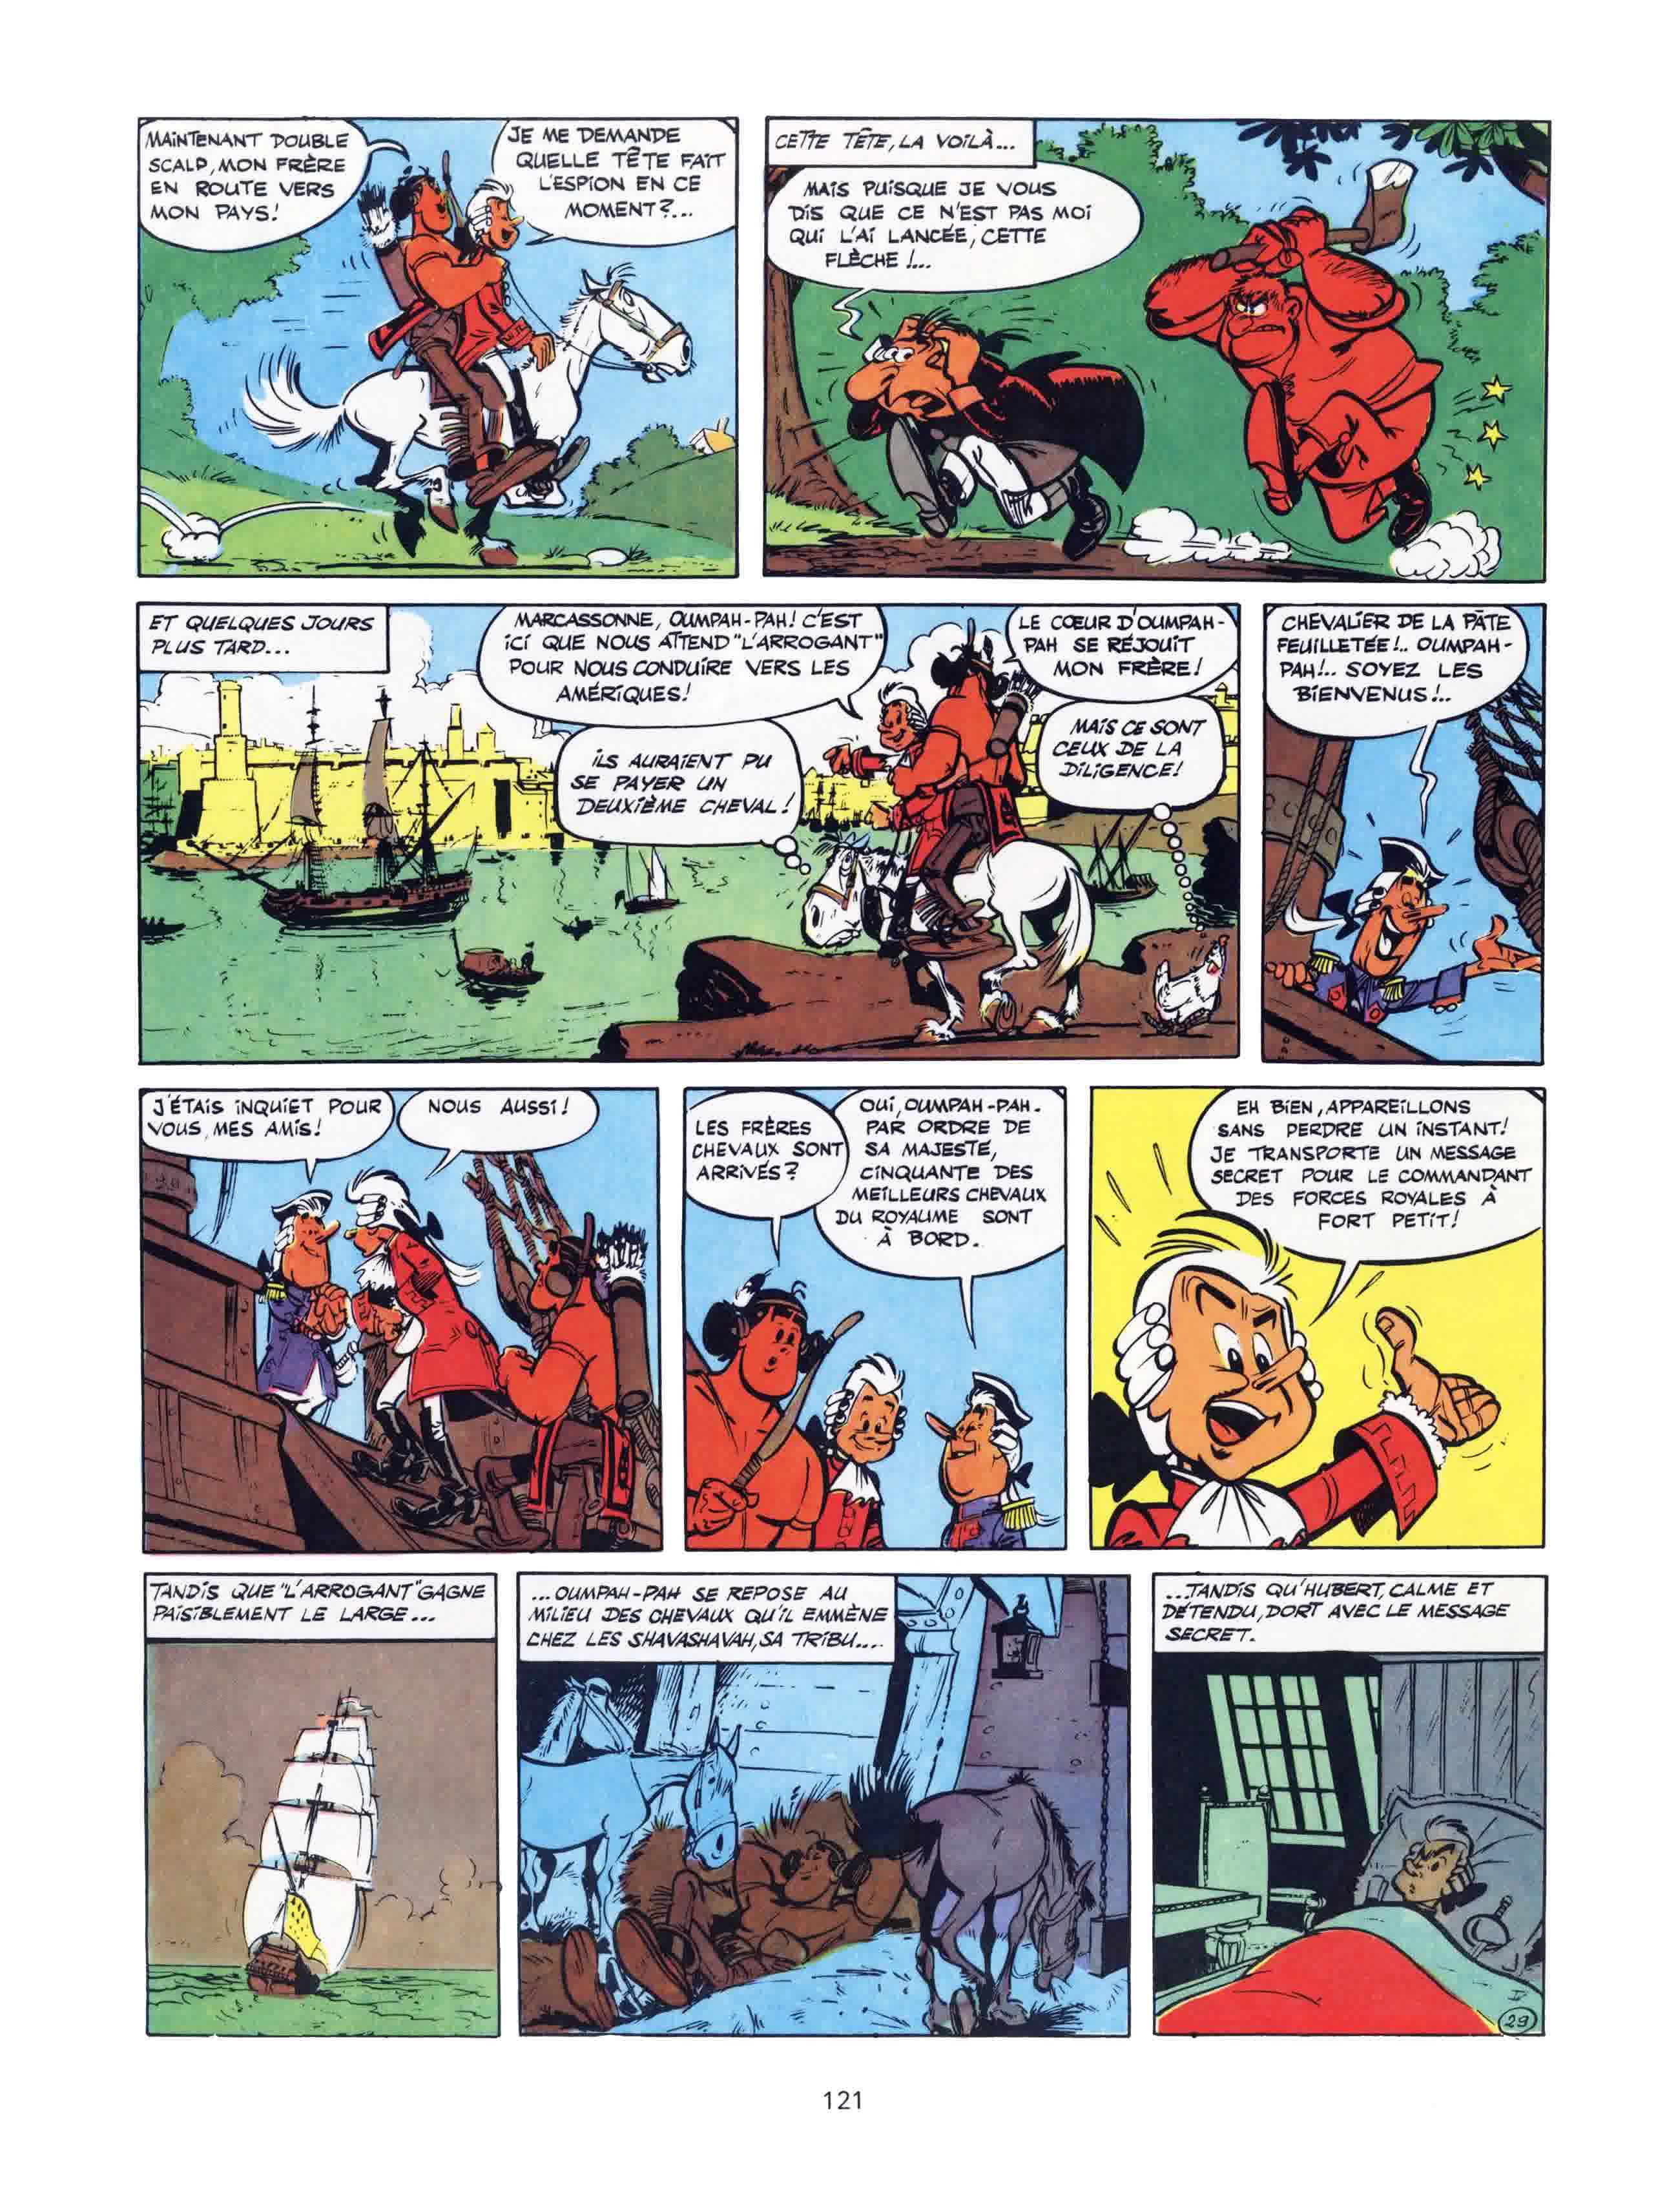 MAINTENANT DOUBLE
SCALP, MON FRÈRE
EN ROUTE VERS
MON PAYS!
JE ME DEMANDE
QUELLE TÊTE FAIT
L'ESPION EN CE
MOMENT?...
CETTE TÊTE, LA VOILÀ...
MAIS PUISQUE JE VOUS
DIS QUE CE N'EST PAS MOI
QUI L'AI LANCÉE, CETTE
FLÈCHE!...
ET QUELQUES JOURS
PLUS TARD...
MARCASSONNE, OUMPAH-PAH! C'EST
ICI QUE NOUS ATTEND "L'ARROGANT"
POUR NOUS CONDUIRE VERS LES
AMÉRIQUES!
LE CŒUR D'OUMPAH-
PAH SE RÉJOUIT
MON FRÈRE!
ILS AURAIENT PU
SE PAYER UN
DEUXIÈME CHEVAL!
MAIS CE SONT
CEUX DE LA
DILIGENCE!
CHEVALIER DE LA PÂTE
FEUILLETÉE!.. OUMPAH-
PAH!.. SOYEZ LES
BIENVENUS!..
J'ÉTAIS INQUIET POUR
VOUS, MES AMIS!
NOUS AUSSI!
LES FRÈRES
CHEVAUX SONT
ARRIVÉS?
OUI, OUMPAH-PAH.
PAR ORDRE DE
SA MAJESTÉ,
CINQUANTE DES
MEILLEURS CHEVAUX
DU ROYAUME SONT
À BORD.
EH BIEN, APPAREILLONS
SANS PERDRE UN INSTANT!
JE TRANSPORTE UN MESSAGE
SECRET POUR LE COMMANDANT
DES FORCES ROYALES À
FORT PETIT!
TANDIS QUE "L'ARROGANT" GAGNE
PAISIBLEMENT LE LARGE...
...OUMPAH-PAH SE REPOSE AU
MILIEU DES CHEVAUX QU'IL EMMÈNE
CHEZ LES SHAVASHAVAH, SA TRIBU....
...TANDIS QU'HUBERT, CALME ET
DÉTENDU, DORT AVEC LE MESSAGE
SECRET.
I
29
121